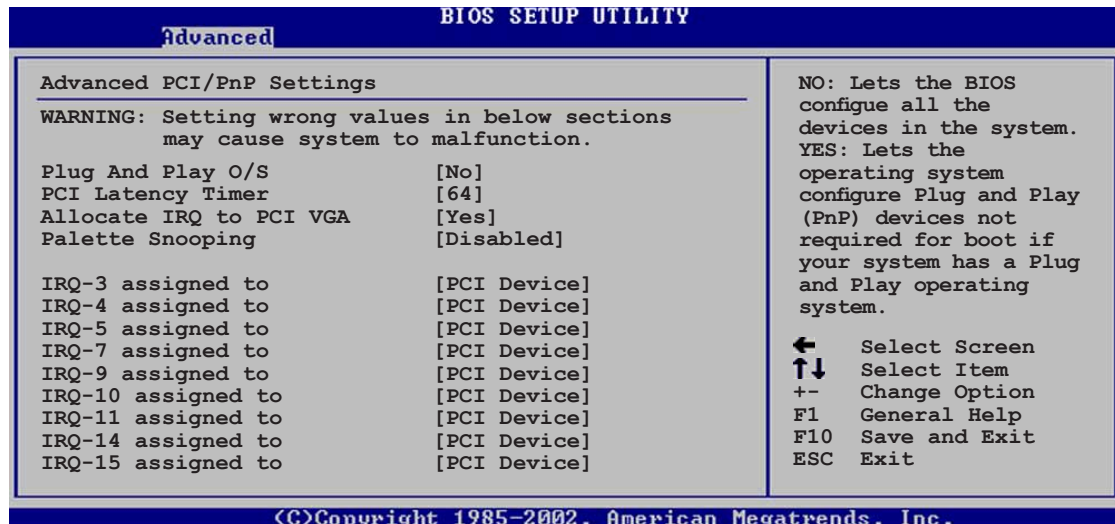 BIOS SETUP UTILITY
Advanced
Advanced PCI/PnP Settings
WARNING: Setting wrong values in below sections
may cause system to malfunction.
Plug And Play O/S [No]
PCI Latency Timer [64]
Allocate IRQ to PCI VGA [Yes]
Palette Snooping [Disabled]
IRQ-3 assigned to [PCI Device]
IRQ-4 assigned to [PCI Device]
IRQ-5 assigned to [PCI Device]
IRQ-7 assigned to [PCI Device]
IRQ-9 assigned to [PCI Device]
IRQ-10 assigned to [PCI Device]
IRQ-11 assigned to [PCI Device]
IRQ-14 assigned to [PCI Device]
IRQ-15 assigned to [PCI Device]
NO: Lets the BIOS
configue all the
devices in the system.
YES: Lets the
operating system
configure Plug and Play
(PnP) devices not
required for boot if
your system has a Plug
and Play operating
system.
← Select Screen
↑↓ Select Item
+- Change Option
F1 General Help
F10 Save and Exit
ESC Exit
(C)Copyright 1985-2002, American Megatrends, Inc.